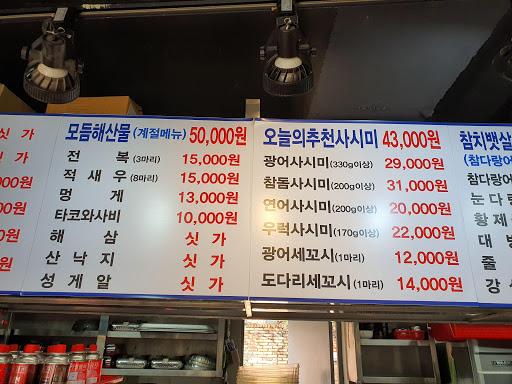 싯 가
15,000원
모듬해산물 (계절메뉴) 50,000원
전 복 (3마리) 15,000원
적 새 우 (8마리) 15,000원
멍 게 13,000원
타코와사비 10,000원
해 삼 싯 가
산 낙 지 싯 가
성 게 알 싯 가
오늘의추천사시미 43,000원
광어사시미 (330g이상) 29,000원
참돔사시미 (200g이상) 31,000원
연어사시미 (200g이상) 20,000원
우럭사시미 (170g이상) 22,000원
광어세꼬시 (1마리) 12,000원
도다리세꼬시 (1마리) 14,000원
참치뱃살
(참다랑어
참다랑어
눈 다 랑
황 제
대 방
줄
강 스